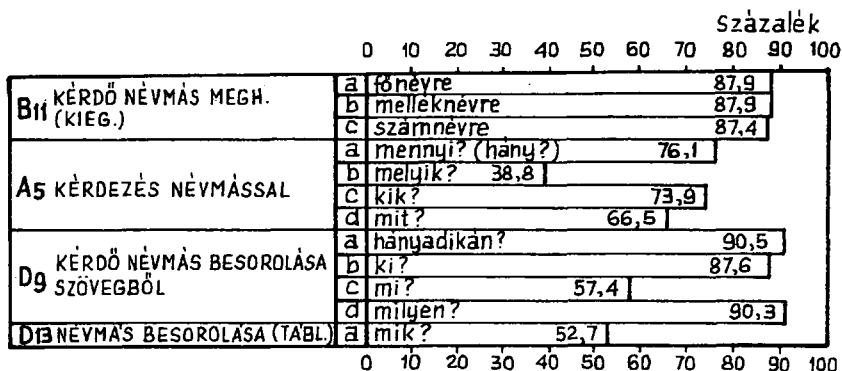 Százalék
0 10 20 30 40 50 60 70 80 90 100
B11 KÉRDŐ NÉVMÁS MEGH. (KIEG.)
a főnévre 87,9
b melléknévre 87,9
c számnévre 87,4
A5 KÉRDEZÉS NÉVMÁSSAL
a mennyi? (hány?) 76,1
b melyik? 38,8
c kik? 73,9
d mit? 66,5
D9 KÉRDŐ NÉVMÁS BESOROLÁSA SZÖVEGBŐL
a hányadikán? 90,5
b ki? 87,6
c mi? 57,4
d milyen? 90,3
D13 NÉVMÁS BESOROLÁSA (TÁBL.) a mik? 52,7
0 10 20 30 40 50 60 70 80 90 100